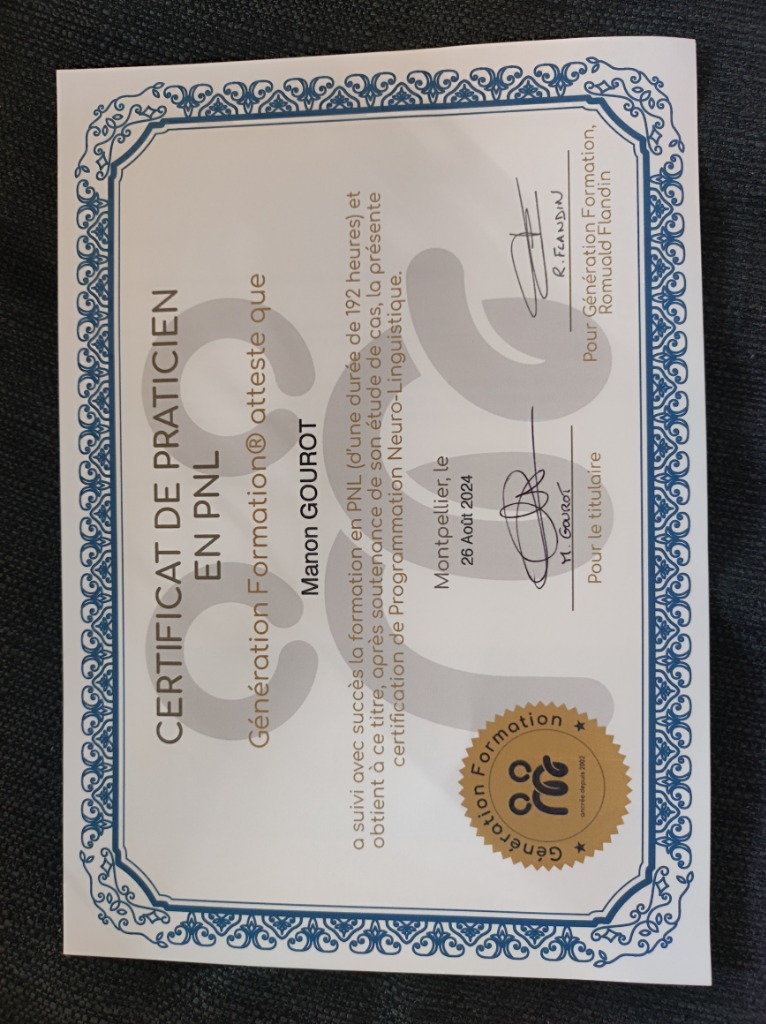 CERTIFICAT DE PRATICIEN
EN PNL
Génération Formation® atteste que
Manon GOUROT
a suivi avec succès la formation en PNL (d'une durée de 192 heures) et
obtient à ce titre, après soutenance de son étude de cas, la présente
certification de Programmation Neuro-Linguistique.
Montpellier, le
26 Août 2024
M. GOUROT
Pour le titulaire
R. FLANDIN
Pour Génération Formation,
Romuald Flandin
Génération Formation
ancrée depuis 2002